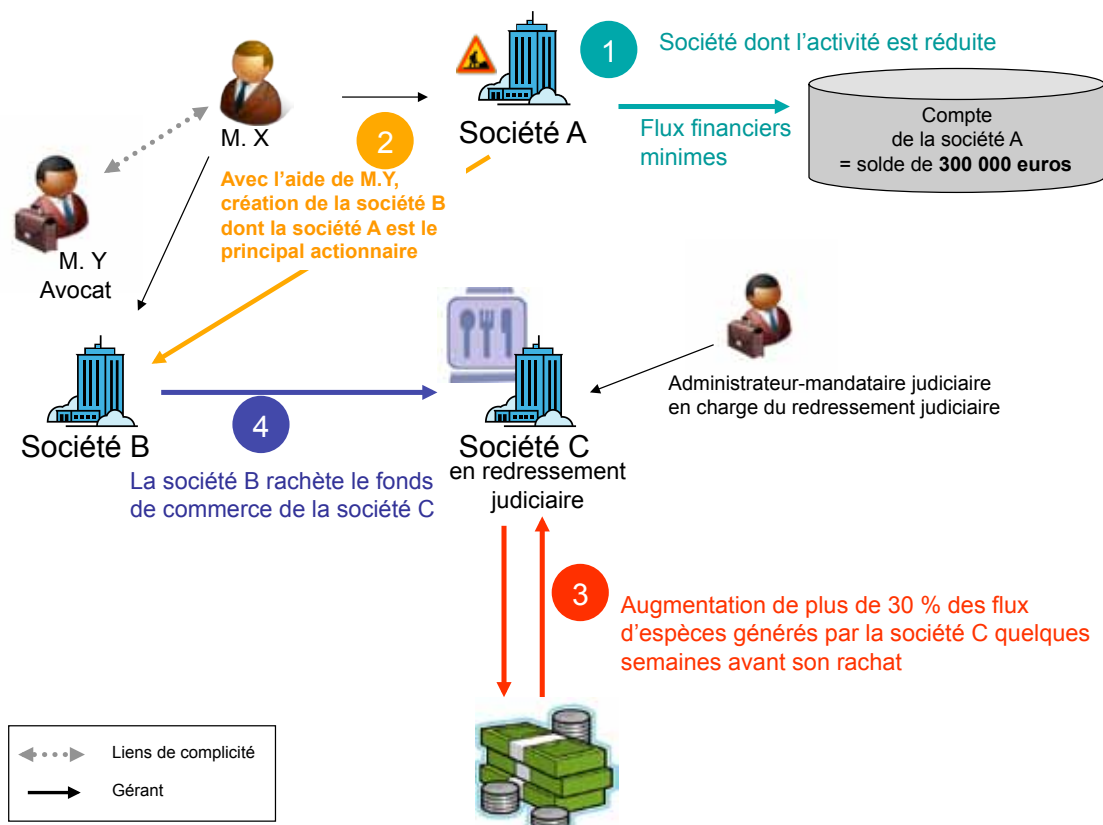 1
Société dont l'activité est réduite
M. X
2
Société A
Flux financiers
minimes
Compte
de la société A
= solde de 300 000 euros
Avec l'aide de M.Y,
création de la société B
dont la société A est le
principal actionnaire
M. Y
Avocat
Administrateur-mandataire judiciaire
en charge du redressement judiciaire
Société B
4
Société C
en redressement
judiciaire
La société B rachète le fonds
de commerce de la société C
3
Augmentation de plus de 30 % des flux
d'espèces générés par la société C quelques
semaines avant son rachat
Liens de complicité
Gérant